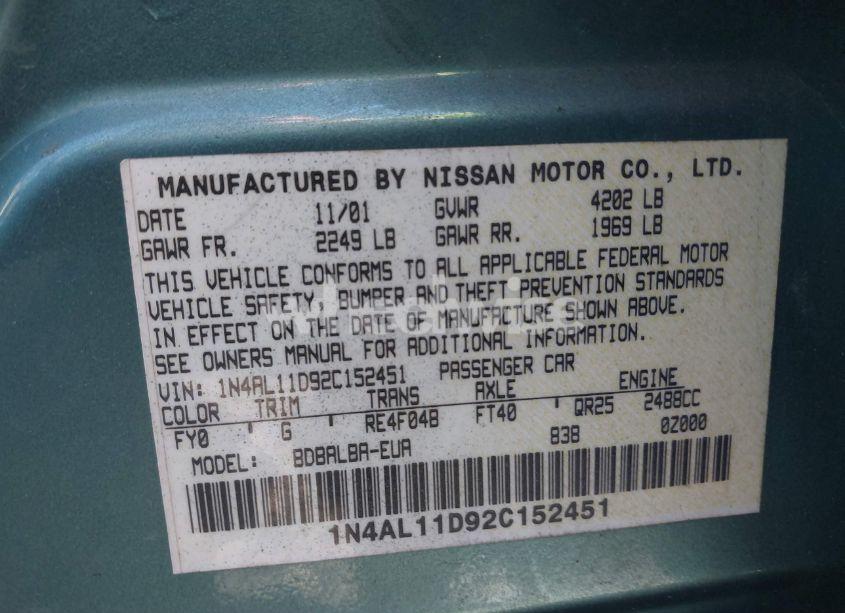 MANUFACTURED BY NISSAN MOTOR CO., LTD.
DATE 11/01 GVWR 4202 LB
GAWR FR. 2249 LB GAWR RR. 1969 LB
THIS VEHICLE CONFORMS TO ALL APPLICABLE FEDERAL MOTOR
VEHICLE SAFETY, BUMPER AND THEFT PREVENTION STANDARDS
IN EFFECT ON THE DATE OF MANUFACTURE SHOWN ABOVE.
SEE OWNERS MANUAL FOR ADDITIONAL INFORMATION.
VIN: 1N4AL11D92C152451 PASSENGER CAR
COLOR TRIM TRANS AXLE ENGINE
FY0 ' G ' RE4F04B FT40 ' QR25 2488CC
MODEL: BDBALBA-EUA 83B 0Z000
1N4AL11D92C152451